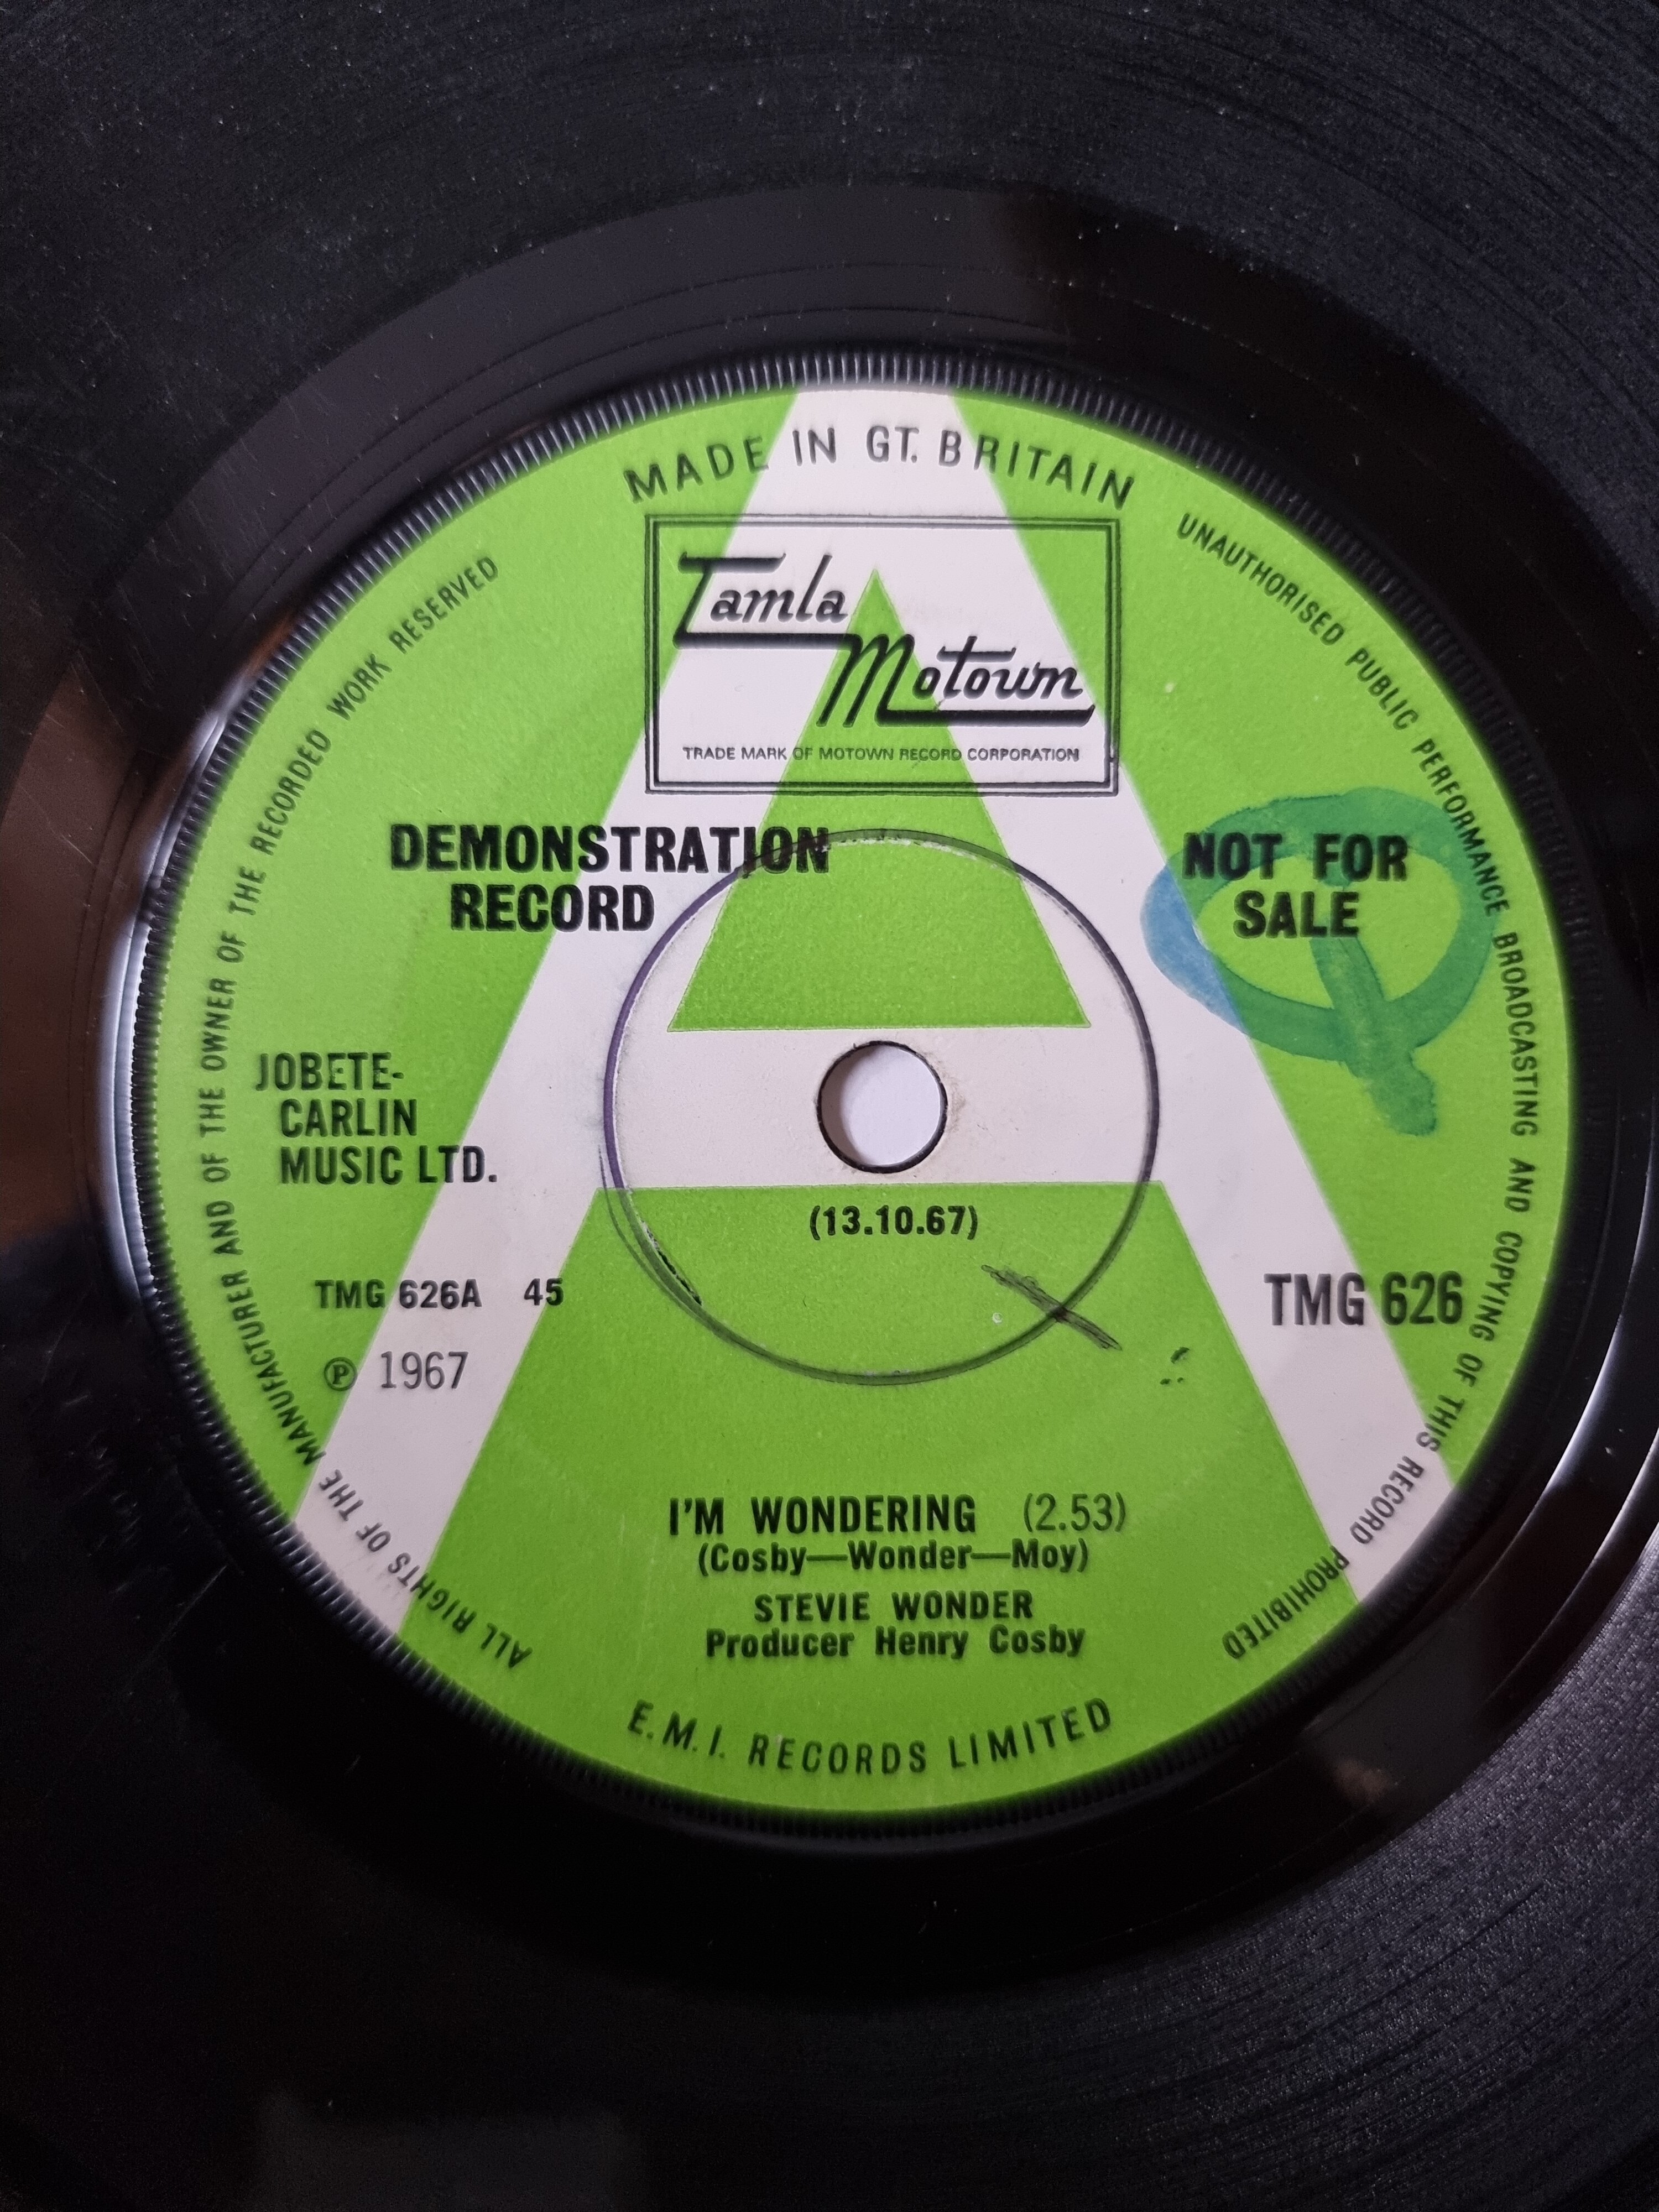 MADE IN GT. BRITAIN
Tamla
Motown
TRADE MARK OF MOTOWN RECORD CORPORATION
DEMONSTRATION
RECORD
NOT FOR
SALE
JOBETE-
CARLIN
MUSIC LTD.
(13.10.67)
TMG 626A 45
TMG 626
℗ 1967
I'M WONDERING (2.53)
(Cosby—Wonder—Moy)
STEVIE WONDER
Producer Henry Cosby
E.M.I. RECORDS LIMITED
ALL RIGHTS OF THE MANUFACTURER AND OF THE OWNER OF THE RECORDED WORK RESERVED
UNAUTHORISED PUBLIC PERFORMANCE BROADCASTING AND COPYING OF THIS RECORD PROHIBITED